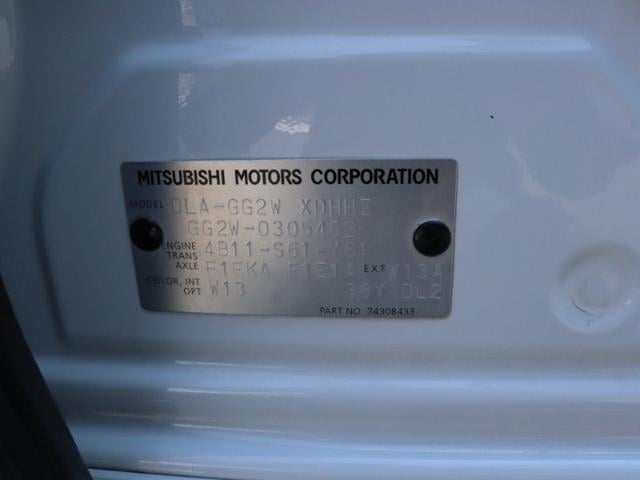 MITSUBISHI MOTORS CORPORATION
MODEL DLA-GG2W XDHHZ
GG2W-0305452
ENGINE 4B11-S61-Y61
TRANS AXLE F1EKA F1E1A EXT W13A
COLOR, INT OPT W13 38Y DL2
PART NO 7430B433